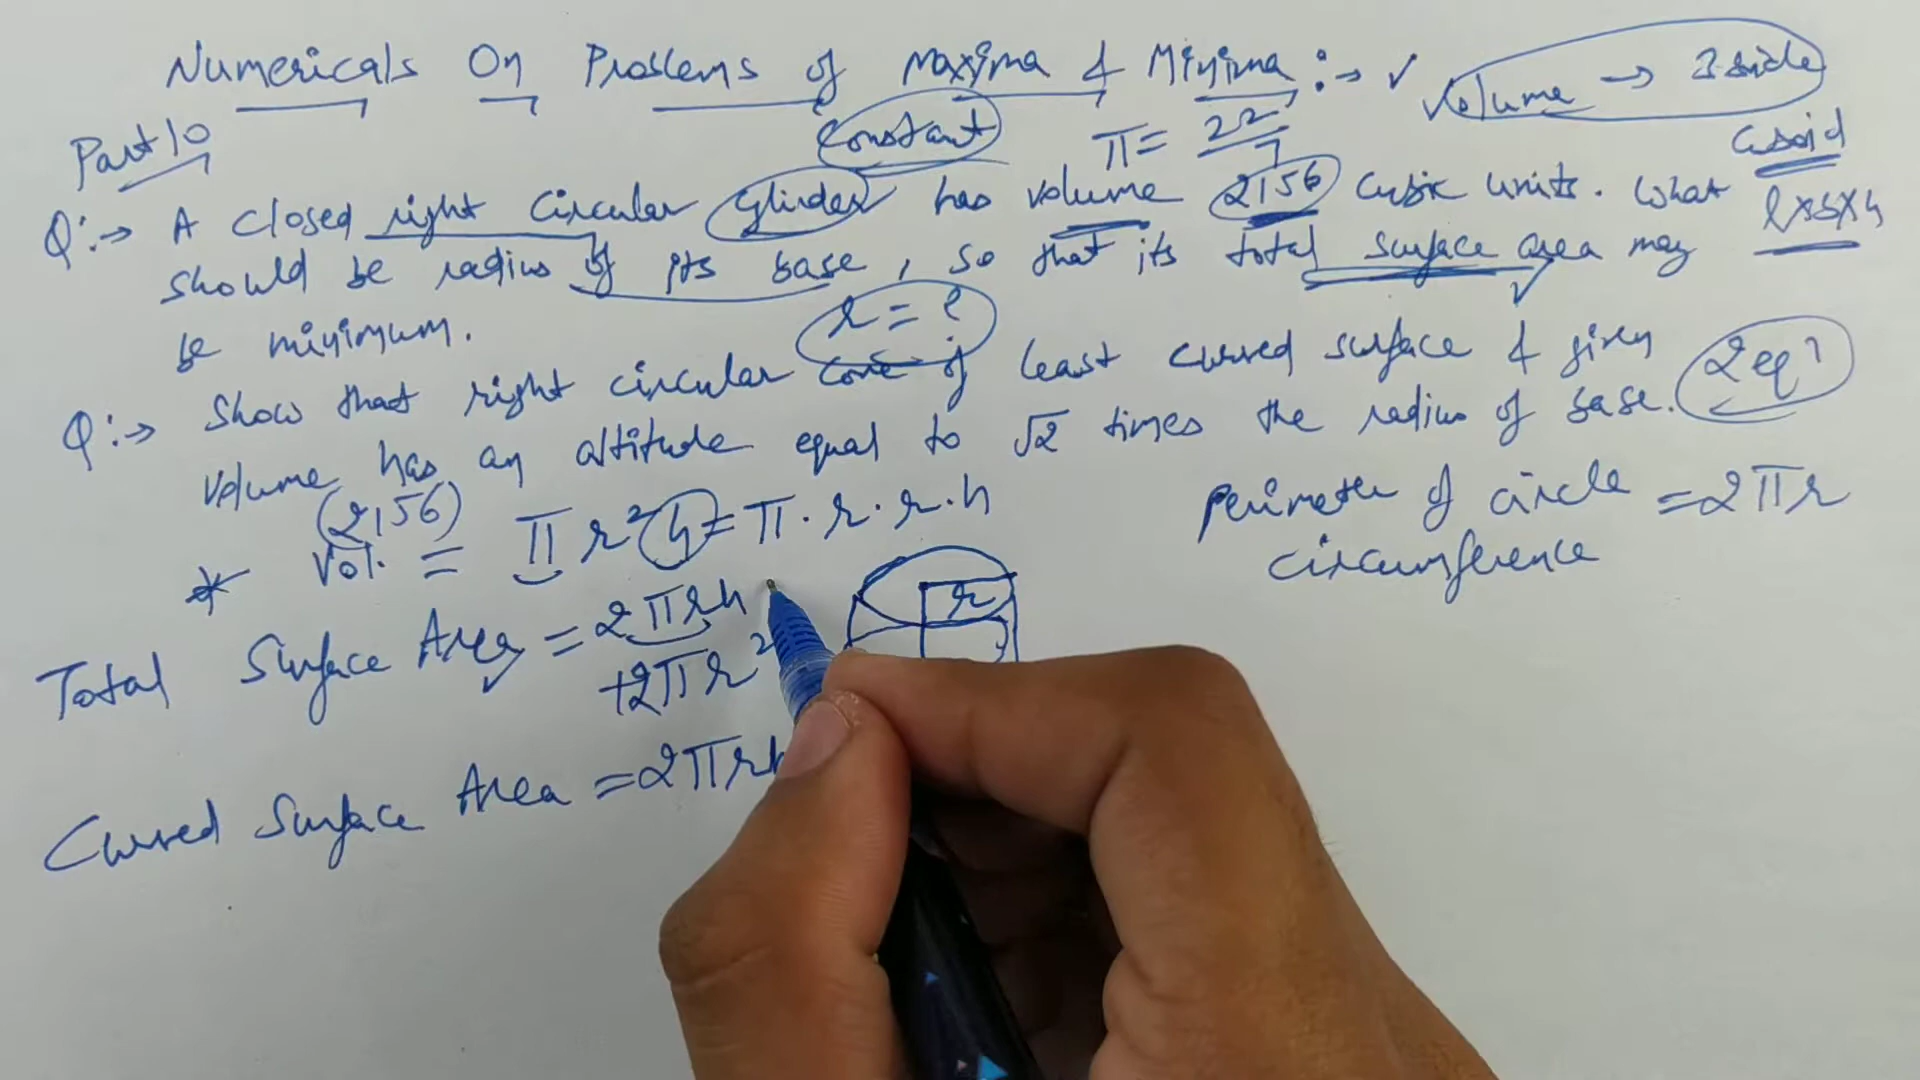 Numericals On Problems of Maxima & Minima :→ ✓
Volume → 3 side
Part 10
Constant
π = 22/7
Cuboid
l×b×h
Q:→ A closed right circular cylinder has volume 2156 cubic units. What
should be radius of its base, so that its total surface area may
be minimum.
r = ?
Q:→ Show that right circular cone of least curved surface & given
volume has an altitude equal to √2 times the radius of base.
2 eqn
(2156)
* Vol. = πr²h = π·r·r·h
Perimeter of circle = 2πr
circumference
r
Total Surface Area = 2πrh
+2πr²
Curved Surface Area = 2πrh